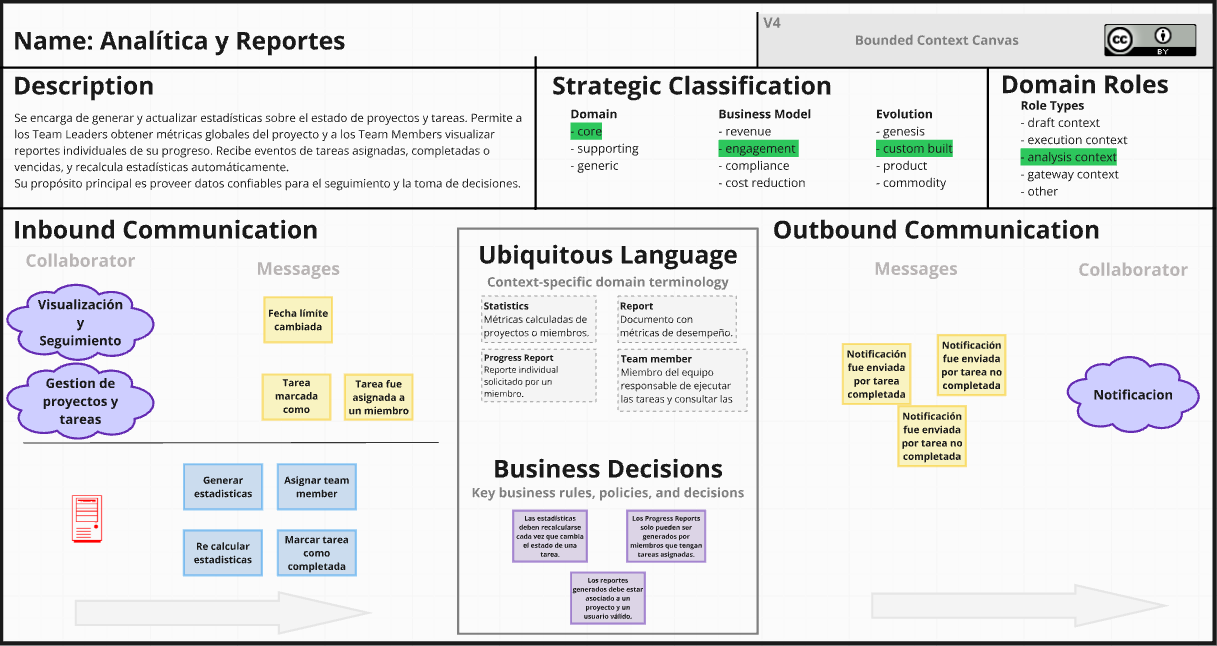 V4
Name: Analítica y Reportes
Bounded Context Canvas
CC
BY
Description
Se encarga de generar y actualizar estadísticas sobre el estado de proyectos y tareas. Permite a
los Team Leaders obtener métricas globales del proyecto y a los Team Members visualizar
reportes individuales de su progreso. Recibe eventos de tareas asignadas, completadas o
vencidas, y recalcula estadísticas automáticamente.
Su propósito principal es proveer datos confiables para el seguimiento y la toma de decisiones.
Strategic Classification
Domain
- core
- supporting
- generic
Business Model
- revenue
- engagement
- compliance
- cost reduction
Evolution
- genesis
- custom built
- product
- commodity
Domain Roles
Role Types
- draft context
- execution context
- analysis context
- gateway context
- other
Inbound Communication
Collaborator
Messages
Visualización
y
Seguimiento
Fecha límite
cambiada
Gestion de
proyectos y
tareas
Tarea
marcada
como
Tarea fue
asignada a
un miembro
Generar
estadisticas
Asignar team
member
Re calcular
estadisticas
Marcar tarea
como
completada
Ubiquitous Language
Context-specific domain terminology
Statistics
Métricas calculadas de
proyectos o miembros.
Report
Documento con
métricas de desempeño.
Progress Report
Reporte individual
solicitado por un
miembro.
Team member
Miembro del equipo
responsable de ejecutar
las tareas y consultar las
Business Decisions
Key business rules, policies, and decisions
Las estadísticas
deben recalcularse
cada vez que cambia
el estado de una
tarea.
Los Progress Reports
solo pueden ser
generados por
miembros que tengan
tareas asignadas.
Los reportes
generados debe estar
asociado a un
proyecto y un
usuario válido.
Outbound Communication
Messages
Collaborator
Notificación
fue enviada
por tarea
completada
Notificación
fue enviada
por tarea no
completada
Notificación
fue enviada
por tarea no
completada
Notificacion